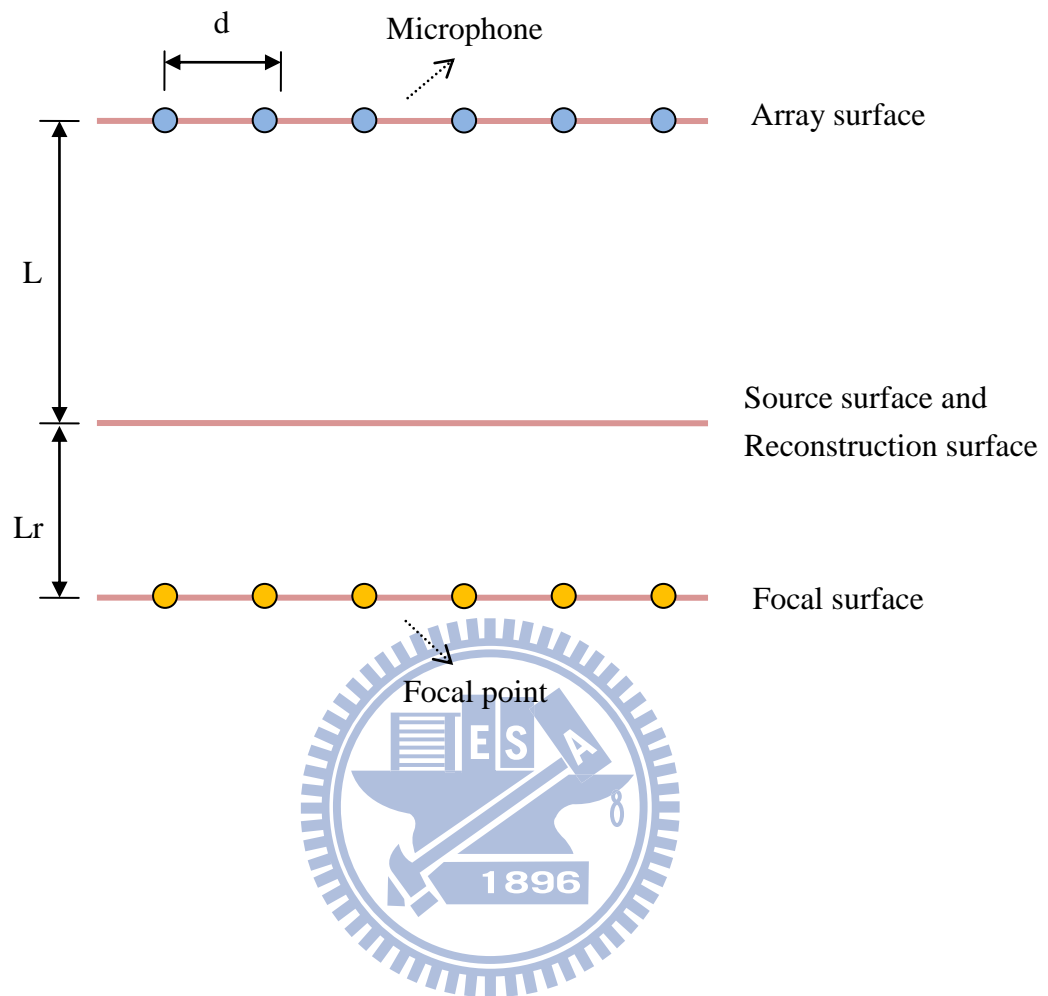 d
Microphone
Array surface
L
Source surface and
Reconstruction surface
Lr
Focal surface
Focal point
E S A
1896